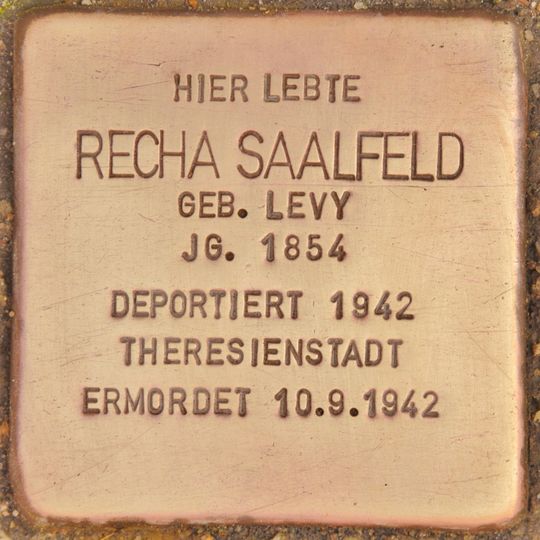 HIER LEBTE
RECHA SAALFELD
GEB. LEVY
JG. 1854
DEPORTIERT 1942
THERESIENSTADT
ERMORDET 10.9.1942